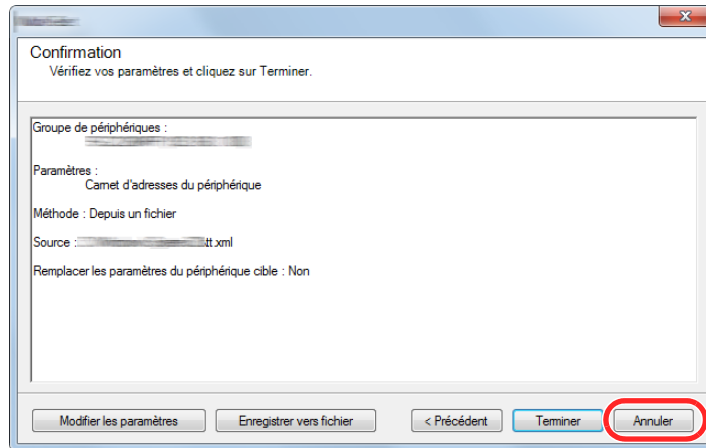 Confirmation
Vérifiez vos paramètres et cliquez sur Terminer.
Groupe de périphériques :
Paramètres :
Carnet d'adresses du périphérique
Méthode : Depuis un fichier
Source : tt.xml
Remplacer les paramètres du périphérique cible : Non
Modifier les paramètres
Enregistrer vers fichier
< Précédent
Terminer
Annuler